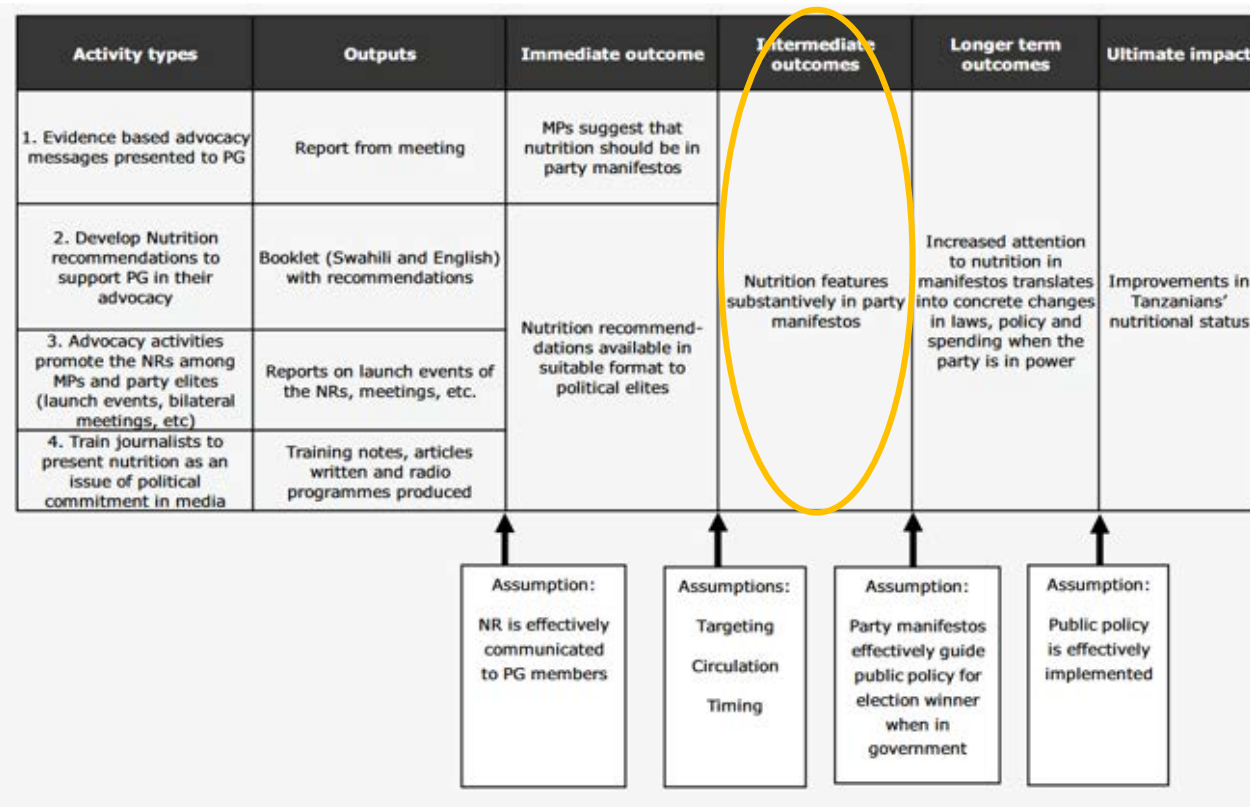 Activity types
Outputs
Immediate outcome
Intermediate
outcomes
Longer term
outcomes
Ultimate impact
1. Evidence based advocacy
messages presented to PG
Report from meeting
MPs suggest that
nutrition should be in
party manifestos
2. Develop Nutrition
recommendations to
support PG in their
advocacy
Booklet (Swahili and English)
with recommendations
3. Advocacy activities
promote the NRs among
MPs and party elites
(launch events, bilateral
meetings, etc)
Reports on launch events of
the NRs, meetings, etc.
4. Train journalists to
present nutrition as an
issue of political
commitment in media
Training notes, articles
written and radio
programmes produced
Nutrition recommend-
dations available in
suitable format to
political elites
Nutrition features
substantively in party
manifestos
Increased attention
to nutrition in
manifestos translates
into concrete changes
in laws, policy and
spending when the
party is in power
Improvements in
Tanzanians'
nutritional status
Assumption:
NR is effectively
communicated
to PG members
Assumptions:
Targeting
Circulation
Timing
Assumption:
Party manifestos
effectively guide
public policy for
election winner
when in
government
Assumption:
Public policy
is effectively
implemented